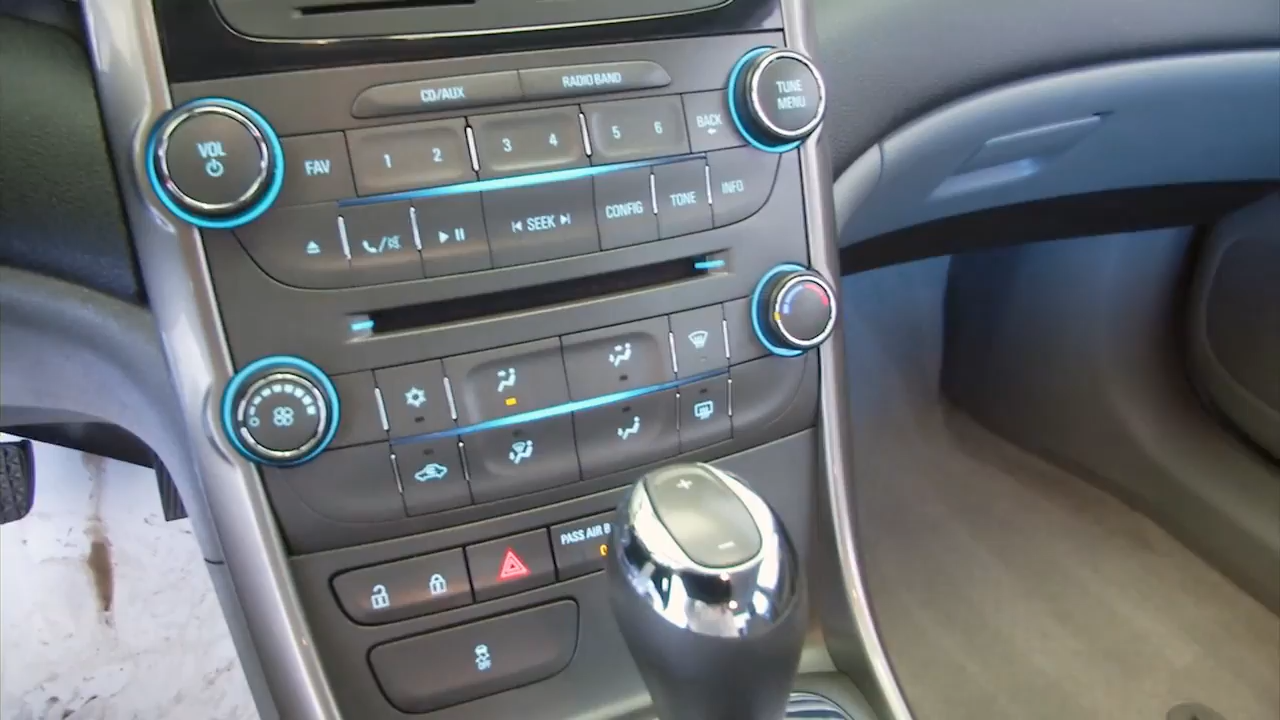 CD/AUX RADIO BAND
TUNE
MENU
VOL
FAV 1 2 3 4 5 6 BACK
SEEK CONFIG TONE INFO
PASS AIR B
OFF
+
-